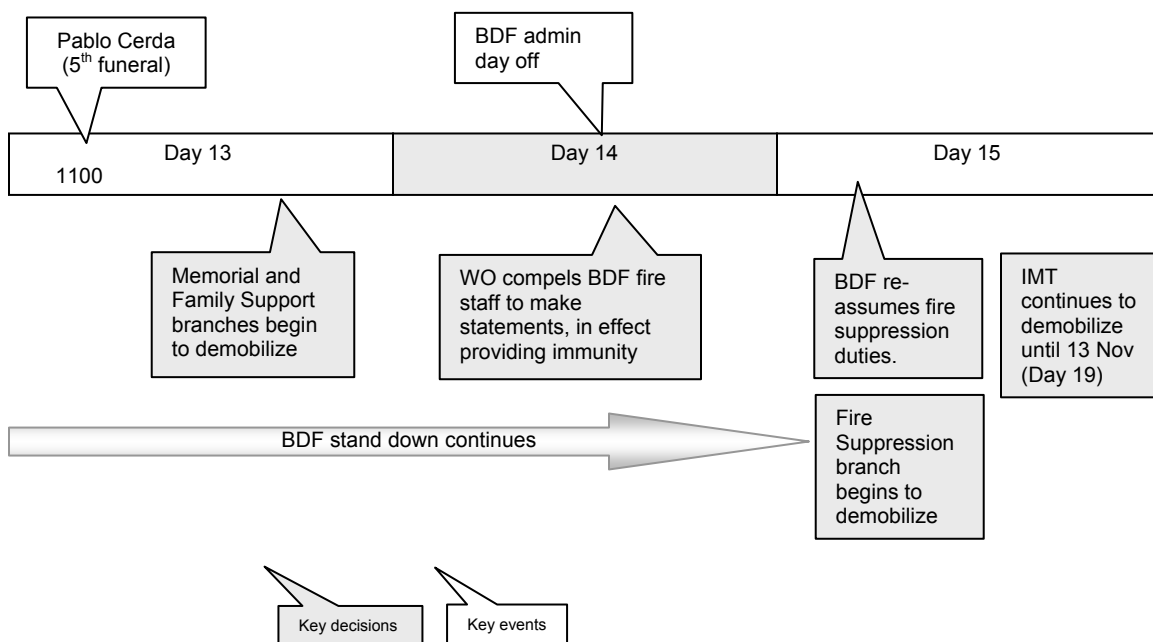 Pablo Cerda
(5th funeral)
BDF admin
day off
Day 13
Day 14
Day 15
1100
Memorial and
Family Support
branches begin
to demobilize
WO compels BDF fire
staff to make
statements, in effect
providing immunity
BDF re-
assumes fire
suppression
duties.
IMT
continues to
demobilize
until 13 Nov
(Day 19)
BDF stand down continues
Fire
Suppression
branch
begins to
demobilize
Key decisions
Key events